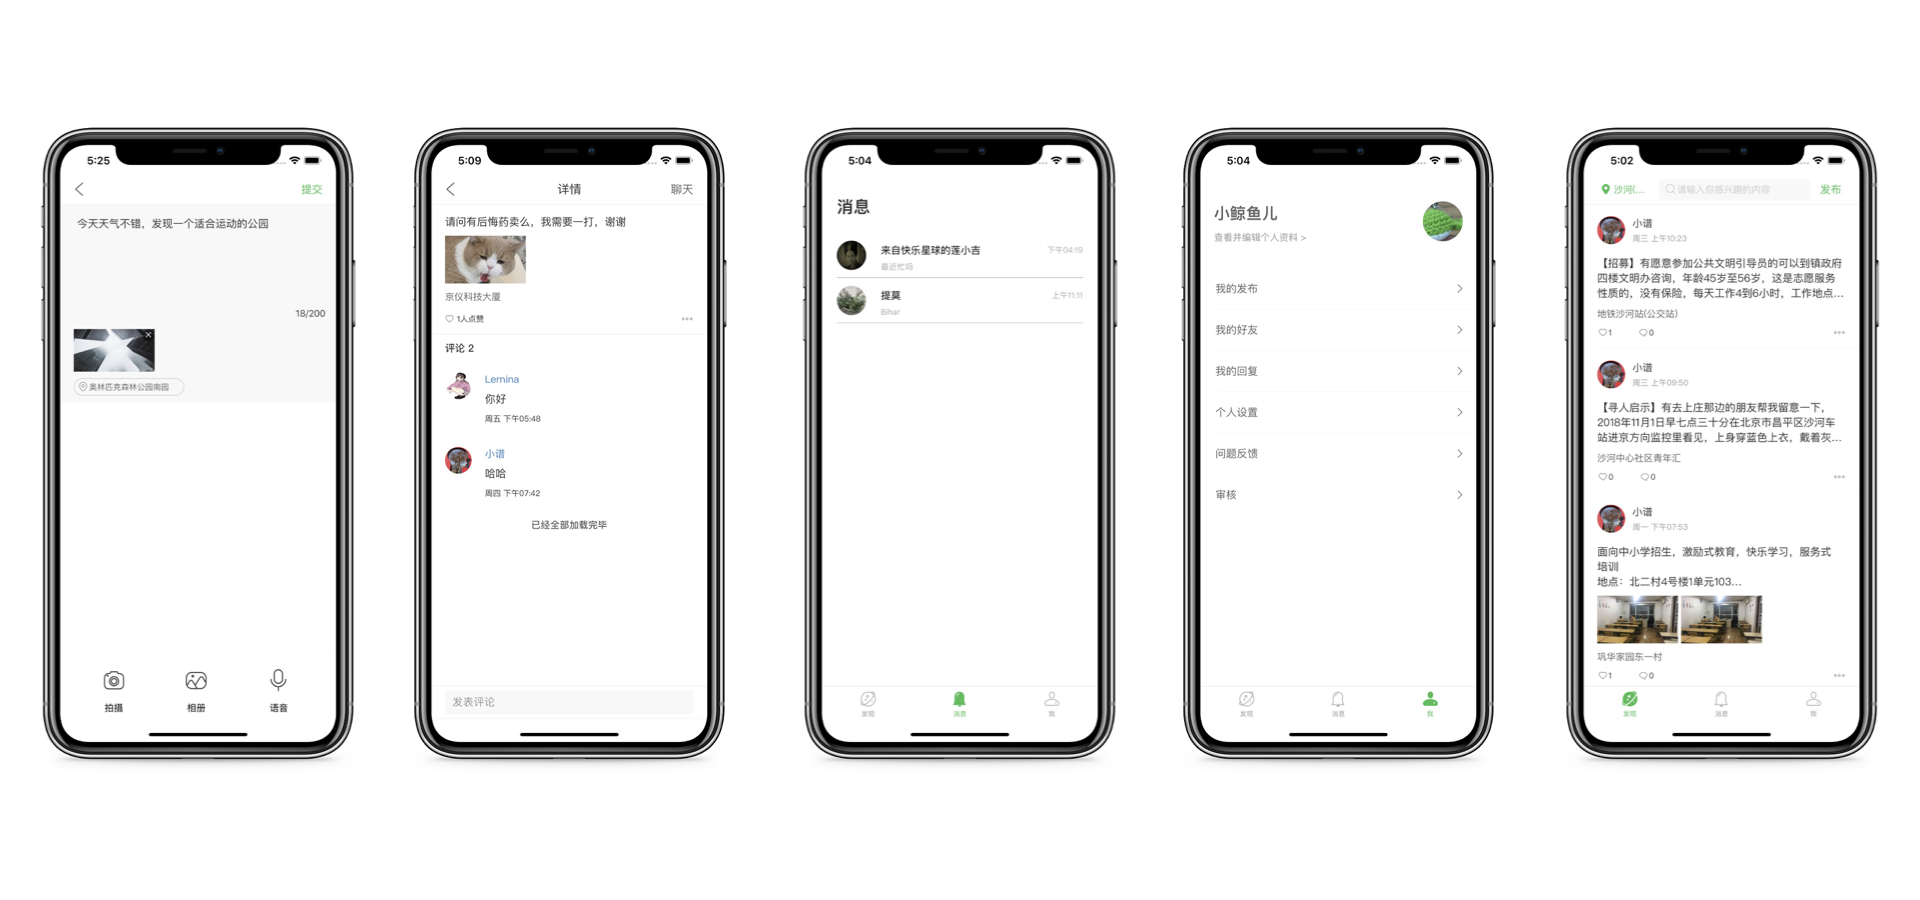 5:25
提交
今天天气不错，发现一个适合运动的公园
18/200
奥林匹克森林公园南园
拍摄
相册
语音
5:09
详情
聊天
请问有后悔药卖么，我需要一打，谢谢
京仪科技大厦
1人点赞
评论 2
Lemina
你好
周五 下午05:48
小谱
哈哈
周四 下午07:42
已经全部加载完毕
发表评论
5:04
消息
来自快乐星球的莲小吉
下午04:19
最近忙吗
提莫
上午11:11
Bihar
发现
消息
我
5:04
小鲸鱼儿
查看并编辑个人资料 >
我的发布
我的好友
我的回复
个人设置
问题反馈
审核
发现
消息
我
5:02
沙河(...
请输入你感兴趣的内容
发布
小谱
周三 上午10:23
【招募】有愿意参加公共文明引导员的可以到镇政府
四楼文明办咨询，年龄45岁至56岁，这是志愿服务
性质的，没有保险，每天工作4到6小时，工作地点...
地铁沙河站(公交站)
1
0
小谱
周三 上午09:50
【寻人启示】有去上庄那边的朋友帮我留意一下，
2018年11月1日早七点三十分在北京市昌平区沙河车
站进京方向监控里看见，上身穿蓝色上衣，戴着灰...
沙河中心社区青年汇
0
0
小谱
周一 下午07:53
面向中小学招生，激励式教育，快乐学习，服务式
培训
地点：北二村4号楼1单元103...
巩华家园东一村
1
0
发现
消息
我